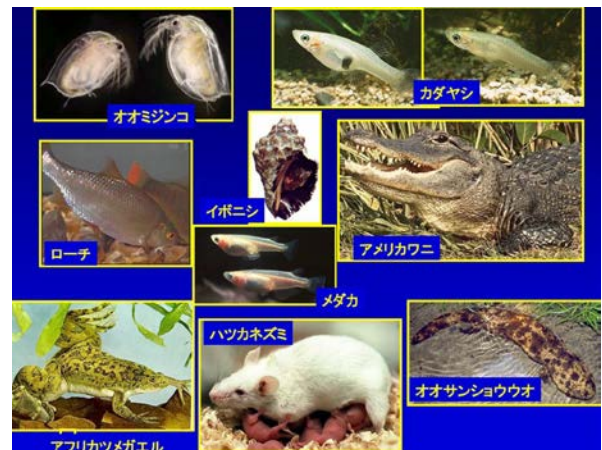 オオミジンコ
カダヤシ
イボニシ
ローチ
アメリカワニ
メダカ
ハツカネズミ
オオサンショウウオ
アフリカツメガエル